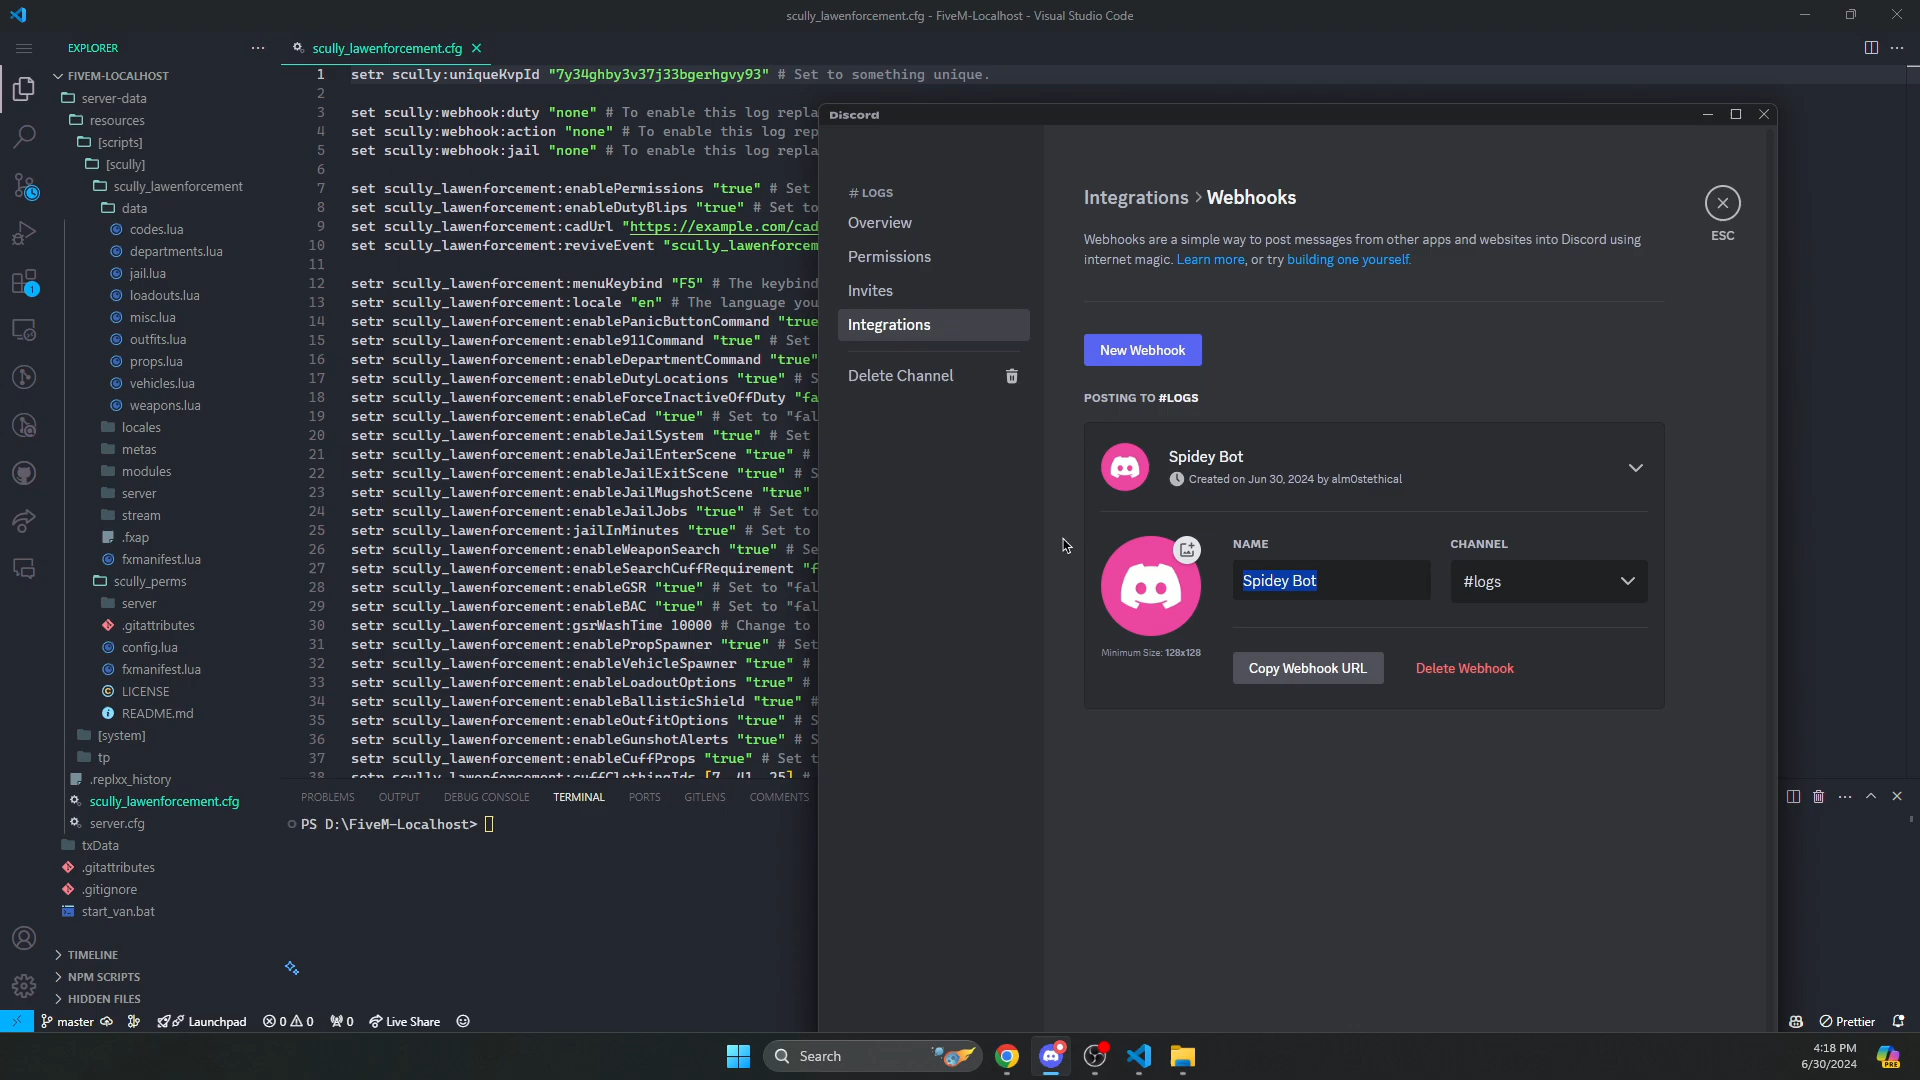 scully_lawenforcement.cfg - FiveM-Localhost - Visual Studio Code
EXPLORER
FIVEM-LOCALHOST
server-data
resources
[scripts]
[scully]
scully_lawenforcement
data
codes.lua
departments.lua
jail.lua
loadouts.lua
misc.lua
outfits.lua
props.lua
vehicles.lua
weapons.lua
locales
metas
modules
server
stream
.fxap
fxmanifest.lua
scully_perms
server
.gitattributes
config.lua
fxmanifest.lua
LICENSE
README.md
[system]
tp
.replxx_history
scully_lawenforcement.cfg
server.cfg
txData
.gitattributes
.gitignore
start_van.bat
TIMELINE
NPM SCRIPTS
HIDDEN FILES
scully_lawenforcement.cfg
1 setr scully:uniqueKvpId "7y34ghby3v37j33bgerhgvy93" # Set to something unique.
2
3 set scully:webhook:duty "none" # To enable this log repla
4 set scully:webhook:action "none" # To enable this log rep
5 set scully:webhook:jail "none" # To enable this log repla
6
7 set scully_lawenforcement:enablePermissions "true" # Set
8 set scully_lawenforcement:enableDutyBlips "true" # Set to
9 set scully_lawenforcement:cadUrl "https://example.com/cad
10 set scully_lawenforcement:reviveEvent "scully_lawenforcem
11
12 setr scully_lawenforcement:menuKeybind "F5" # The keybind
13 setr scully_lawenforcement:locale "en" # The language you
14 setr scully_lawenforcement:enablePanicButtonCommand "true
15 setr scully_lawenforcement:enable911Command "true" # Set
16 setr scully_lawenforcement:enableDepartmentCommand "true"
17 setr scully_lawenforcement:enableDutyLocations "true" # S
18 setr scully_lawenforcement:enableForceInactiveOffDuty "fa
19 setr scully_lawenforcement:enableCad "true" # Set to "fal
20 setr scully_lawenforcement:enableJailSystem "true" # Set
21 setr scully_lawenforcement:enableJailEnterScene "true" #
22 setr scully_lawenforcement:enableJailExitScene "true" # S
23 setr scully_lawenforcement:enableJailMugshotScene "true"
24 setr scully_lawenforcement:enableJailJobs "true" # Set to
25 setr scully_lawenforcement:jailInMinutes "true" # Set to
26 setr scully_lawenforcement:enableWeaponSearch "true" # Se
27 setr scully_lawenforcement:enableSearchCuffRequirement "f
28 setr scully_lawenforcement:enableGSR "true" # Set to "fal
29 setr scully_lawenforcement:enableBAC "true" # Set to "fal
30 setr scully_lawenforcement:gsrWashTime 10000 # Change to
31 setr scully_lawenforcement:enablePropSpawner "true" # Set
32 setr scully_lawenforcement:enableVehicleSpawner "true" #
33 setr scully_lawenforcement:enableLoadoutOptions "true" #
34 setr scully_lawenforcement:enableBallisticShield "true" #
35 setr scully_lawenforcement:enableOutfitOptions "true" # S
36 setr scully_lawenforcement:enableGunshotAlerts "true" # S
37 setr scully_lawenforcement:enableCuffProps "true" # Set t
38 setr scully_lawenforcement:cuffClothingIds [7, 41, 25] #
Discord
# LOGS
Overview
Permissions
Invites
Integrations
Delete Channel
Integrations > Webhooks
ESC
Webhooks are a simple way to post messages from other apps and websites into Discord using
internet magic. Learn more, or try building one yourself.
New Webhook
POSTING TO #LOGS
Spidey Bot
Created on Jun 30, 2024 by alm0stethical
NAME
CHANNEL
Spidey Bot
#logs
Minimum Size: 128x128
Copy Webhook URL
Delete Webhook
PROBLEMS OUTPUT DEBUG CONSOLE TERMINAL PORTS GITLENS COMMENTS
PS D:\FiveM-Localhost>
1
master
Launchpad
0 0
0
Live Share
Prettier
Search
4:18 PM
6/30/2024
PRE